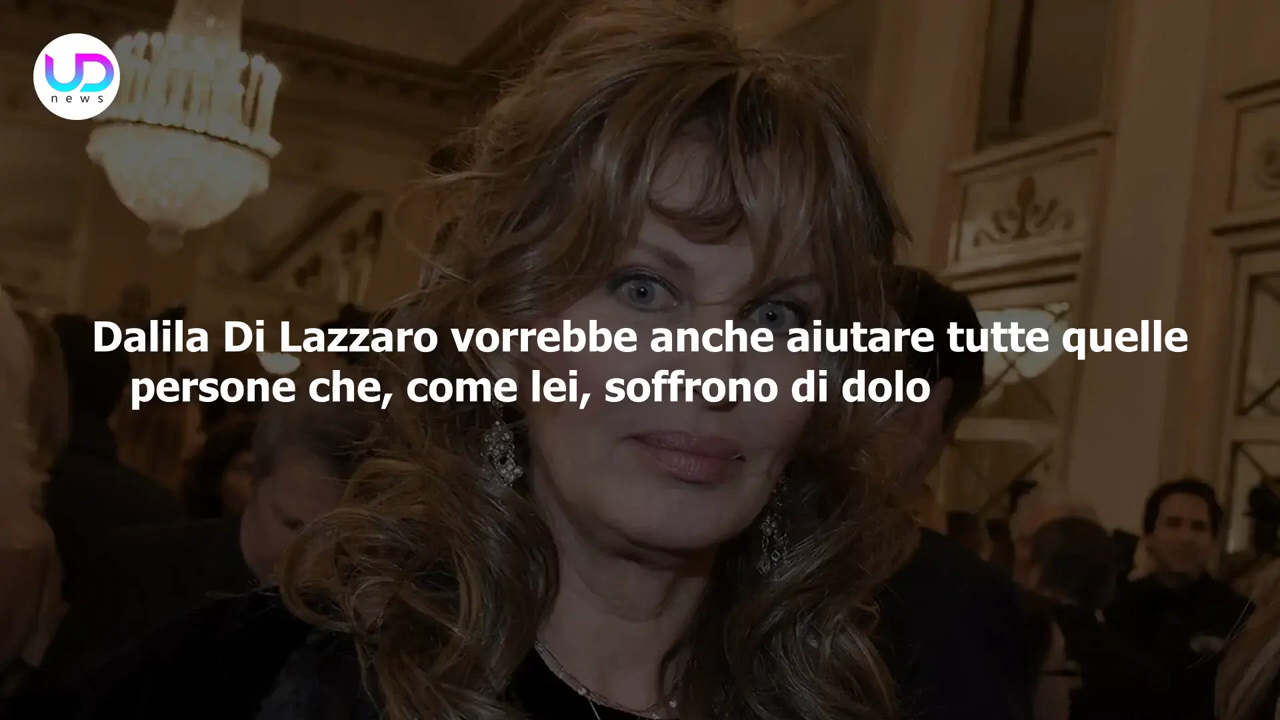 UD
news
Dalila Di Lazzaro vorrebbe anche aiutare tutte quelle
persone che, come lei, soffrono di dolo